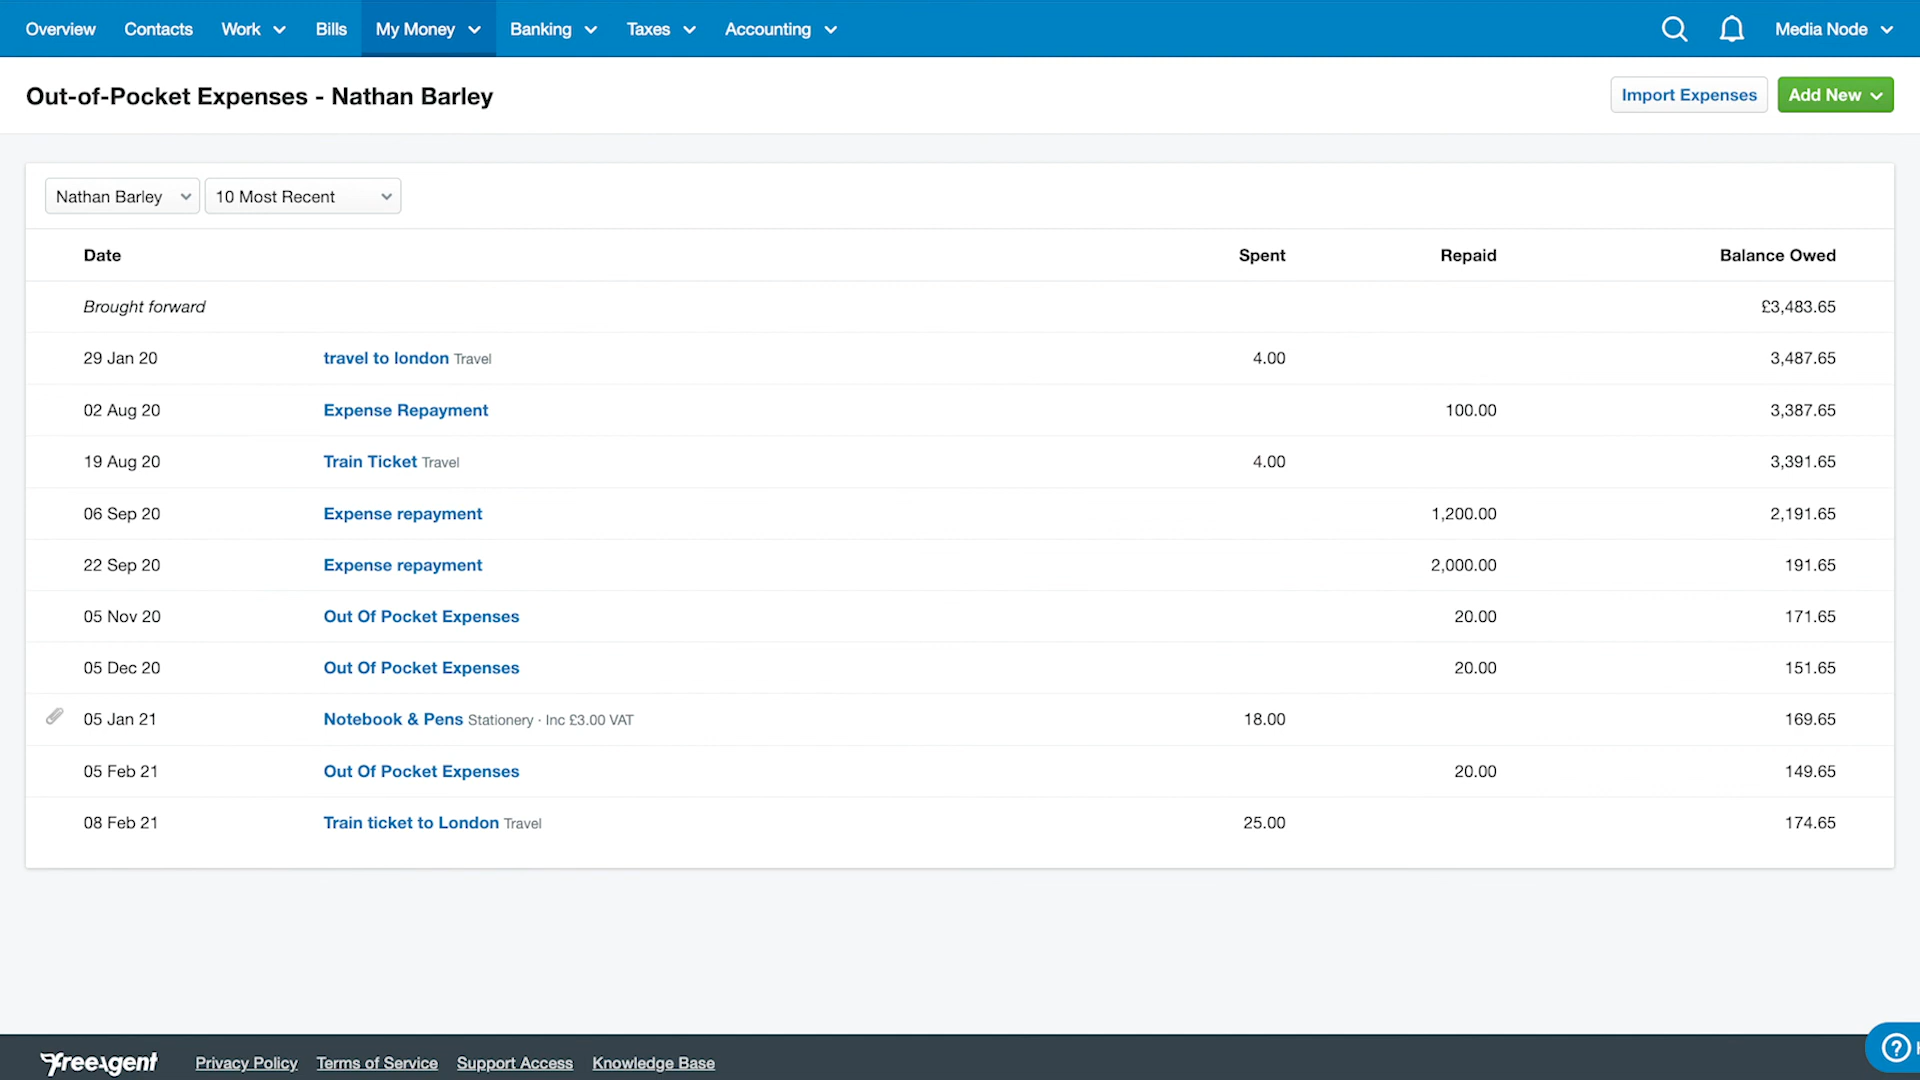 Overview Contacts Work Bills My Money Banking Taxes Accounting Media Node
Out-of-Pocket Expenses - Nathan Barley
Import Expenses Add New
Nathan Barley 10 Most Recent
Date Spent Repaid Balance Owed
Brought forward £3,483.65
29 Jan 20 travel to london Travel 4.00 3,487.65
02 Aug 20 Expense Repayment 100.00 3,387.65
19 Aug 20 Train Ticket Travel 4.00 3,391.65
06 Sep 20 Expense repayment 1,200.00 2,191.65
22 Sep 20 Expense repayment 2,000.00 191.65
05 Nov 20 Out Of Pocket Expenses 20.00 171.65
05 Dec 20 Out Of Pocket Expenses 20.00 151.65
05 Jan 21 Notebook & Pens Stationery · Inc £3.00 VAT 18.00 169.65
05 Feb 21 Out Of Pocket Expenses 20.00 149.65
08 Feb 21 Train ticket to London Travel 25.00 174.65
freeagent Privacy Policy Terms of Service Support Access Knowledge Base ?